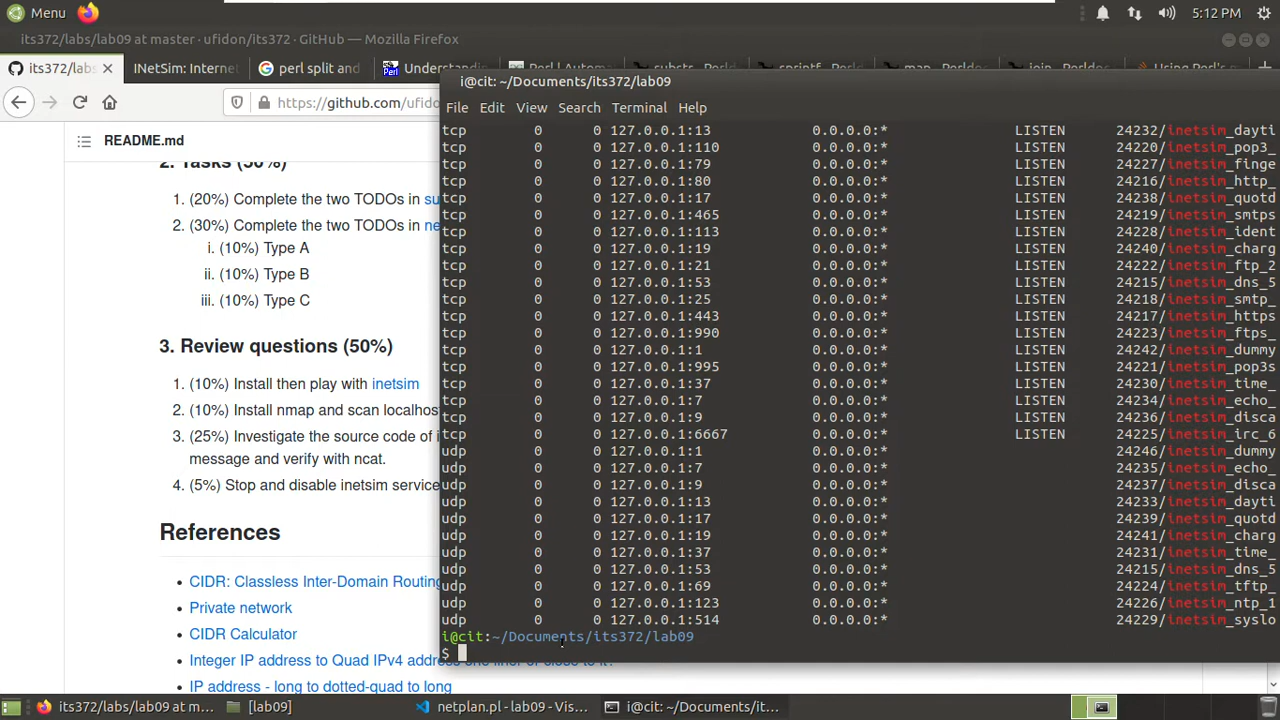 Menu
5:12 PM
its372/labs/lab09 at master · ufidon/its372 · GitHub — Mozilla Firefox
its372/labs
INetSim: Internet
perl split and
Understan
https://github.com/ufido
README.md
2. Tasks (50%)
1. (20%) Complete the two TODOs in su
2. (30%) Complete the two TODOs in ne
i. (10%) Type A
ii. (10%) Type B
iii. (10%) Type C
3. Review questions (50%)
1. (10%) Install then play with inetsim
2. (10%) Install nmap and scan localhos
3. (25%) Investigate the source code of i
message and verify with ncat.
4. (5%) Stop and disable inetsim service
References
• CIDR: Classless Inter-Domain Routing
• Private network
• CIDR Calculator
• Integer IP address to Quad IPv4 address one liner or close to it?
• IP address - long to dotted-quad to long
i@cit: ~/Documents/its372/lab09
File Edit View Search Terminal Help
tcp 0 0 127.0.0.1:13 0.0.0.0:* LISTEN 24232/inetsim_dayti
tcp 0 0 127.0.0.1:110 0.0.0.0:* LISTEN 24220/inetsim_pop3_
tcp 0 0 127.0.0.1:79 0.0.0.0:* LISTEN 24227/inetsim_finge
tcp 0 0 127.0.0.1:80 0.0.0.0:* LISTEN 24216/inetsim_http_
tcp 0 0 127.0.0.1:17 0.0.0.0:* LISTEN 24238/inetsim_quotd
tcp 0 0 127.0.0.1:465 0.0.0.0:* LISTEN 24219/inetsim_smtps
tcp 0 0 127.0.0.1:113 0.0.0.0:* LISTEN 24228/inetsim_ident
tcp 0 0 127.0.0.1:19 0.0.0.0:* LISTEN 24240/inetsim_charg
tcp 0 0 127.0.0.1:21 0.0.0.0:* LISTEN 24222/inetsim_ftp_2
tcp 0 0 127.0.0.1:53 0.0.0.0:* LISTEN 24215/inetsim_dns_5
tcp 0 0 127.0.0.1:25 0.0.0.0:* LISTEN 24218/inetsim_smtp_
tcp 0 0 127.0.0.1:443 0.0.0.0:* LISTEN 24217/inetsim_https
tcp 0 0 127.0.0.1:990 0.0.0.0:* LISTEN 24223/inetsim_ftps_
tcp 0 0 127.0.0.1:1 0.0.0.0:* LISTEN 24242/inetsim_dummy
tcp 0 0 127.0.0.1:995 0.0.0.0:* LISTEN 24221/inetsim_pop3s
tcp 0 0 127.0.0.1:37 0.0.0.0:* LISTEN 24230/inetsim_time_
tcp 0 0 127.0.0.1:7 0.0.0.0:* LISTEN 24234/inetsim_echo_
tcp 0 0 127.0.0.1:9 0.0.0.0:* LISTEN 24236/inetsim_disca
tcp 0 0 127.0.0.1:6667 0.0.0.0:* LISTEN 24225/inetsim_irc_6
udp 0 0 127.0.0.1:1 0.0.0.0:* 24246/inetsim_dummy
udp 0 0 127.0.0.1:7 0.0.0.0:* 24235/inetsim_echo_
udp 0 0 127.0.0.1:9 0.0.0.0:* 24237/inetsim_disca
udp 0 0 127.0.0.1:13 0.0.0.0:* 24233/inetsim_dayti
udp 0 0 127.0.0.1:17 0.0.0.0:* 24239/inetsim_quotd
udp 0 0 127.0.0.1:19 0.0.0.0:* 24241/inetsim_charg
udp 0 0 127.0.0.1:37 0.0.0.0:* 24231/inetsim_time_
udp 0 0 127.0.0.1:53 0.0.0.0:* 24215/inetsim_dns_5
udp 0 0 127.0.0.1:69 0.0.0.0:* 24224/inetsim_tftp_
udp 0 0 127.0.0.1:123 0.0.0.0:* 24226/inetsim_ntp_1
udp 0 0 127.0.0.1:514 0.0.0.0:* 24229/inetsim_syslo
i@cit:~/Documents/its372/lab09
$
its372/labs/lab09 at m...
[lab09]
netplan.pl - lab09 - Vis...
i@cit: ~/Documents/it...